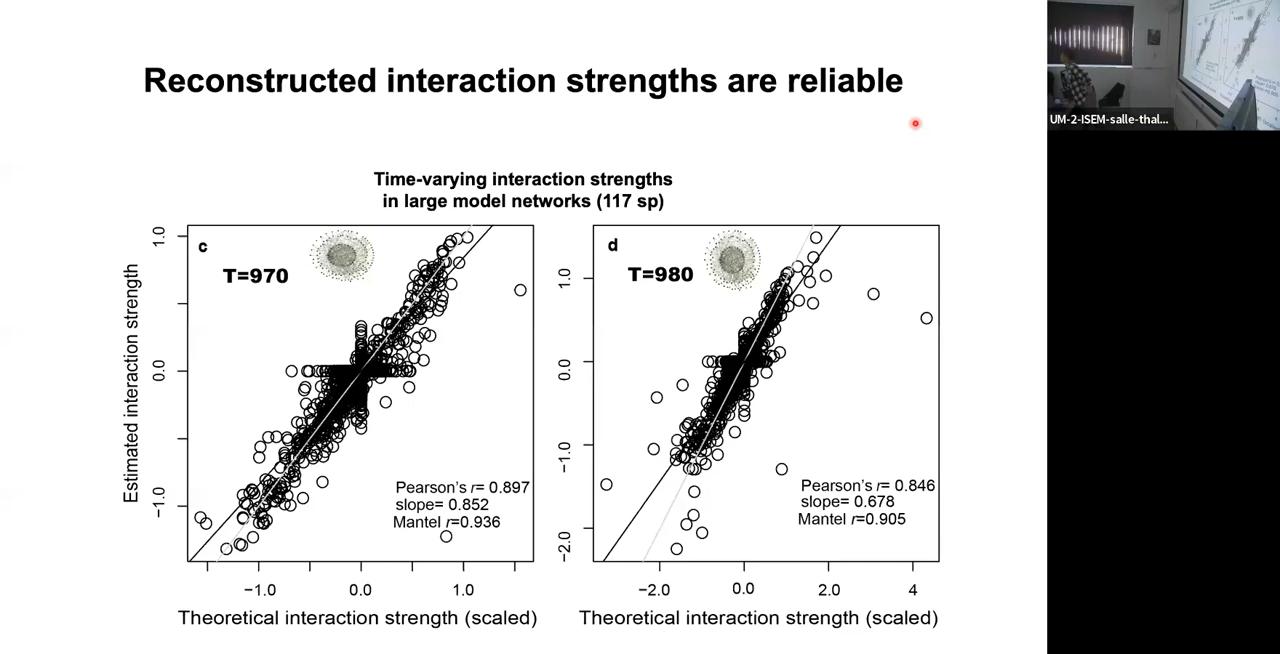 Reconstructed interaction strengths are reliable
UM-2-ISEM-salle-thal...
Time-varying interaction strengths
in large model networks (117 sp)
c
T=970
Estimated interaction strength
1.0
0.0
−1.0
Pearson's r= 0.897
slope= 0.852
Mantel r=0.936
−1.0
0.0
1.0
Theoretical interaction strength (scaled)
d
T=980
1.0
0.0
−1.0
−2.0
Pearson's r= 0.846
slope= 0.678
Mantel r=0.905
−2.0
0.0
2.0
4
Theoretical interaction strength (scaled)